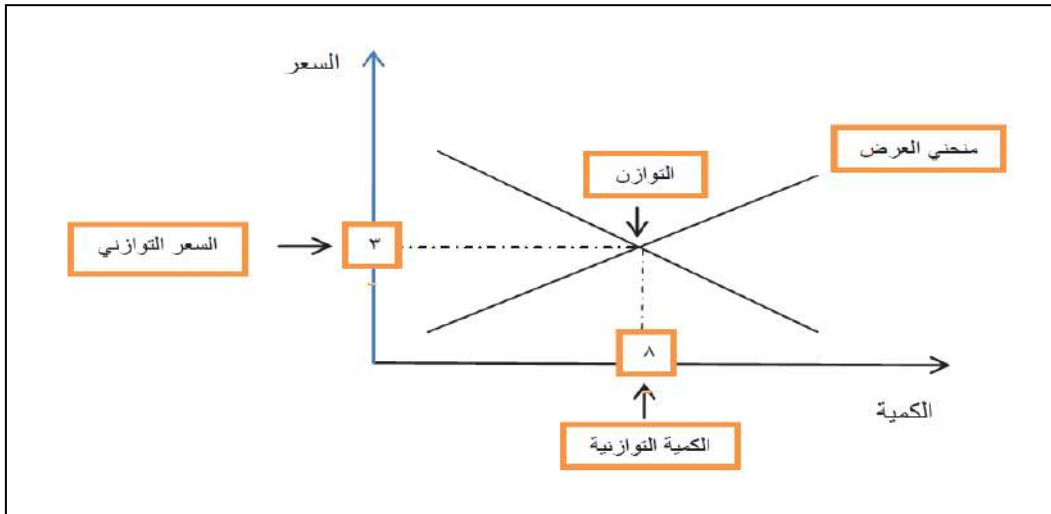 السعر
منحني العرض
التوازن
السعر التوازني
٣
٨
الكمية
الكمية التوازنية